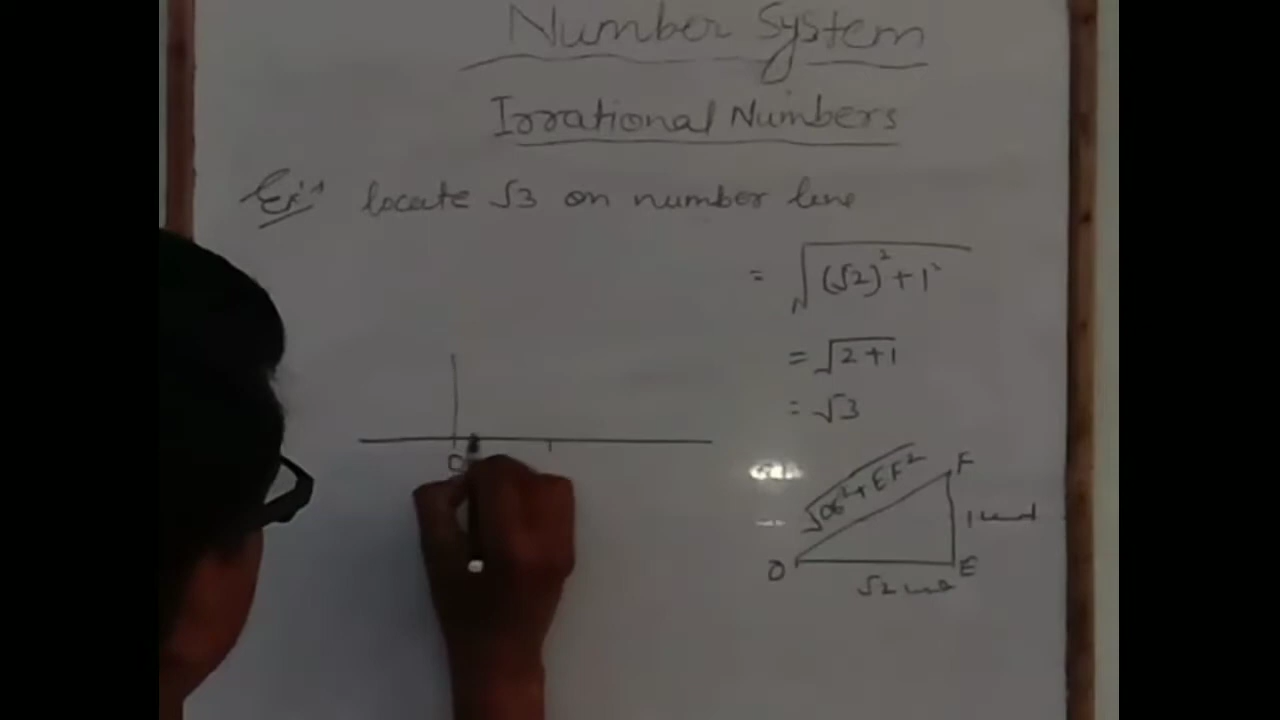 Number System
Irrational Numbers
locate √3 on number line
= √(√2)² + 1²
= √2 + 1
= √3
O
√OE² + EF²
F
1 unit
O
E
√2 unit